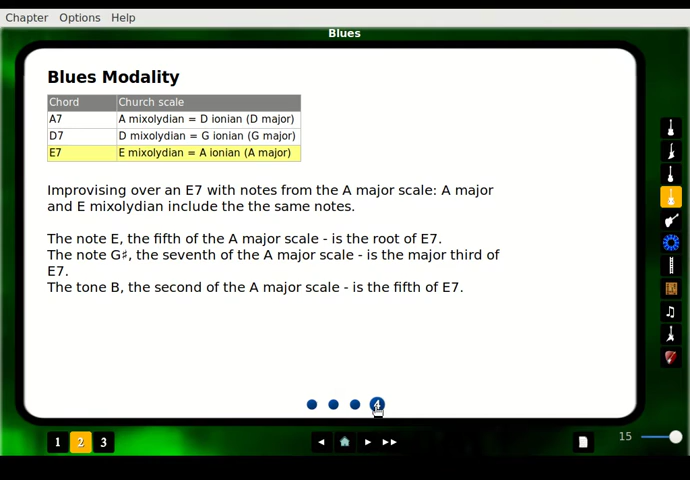 Chapter Options Help
Blues
Blues Modality
Chord Church scale
A7 A mixolydian = D ionian (D major)
D7 D mixolydian = G ionian (G major)
E7 E mixolydian = A ionian (A major)
Improvising over an E7 with notes from the A major scale: A major
and E mixolydian include the the same notes.
The note E, the fifth of the A major scale - is the root of E7.
The note G♯, the seventh of the A major scale - is the major third of
E7.
The tone B, the second of the A major scale - is the fifth of E7.
4
1 2 3
15